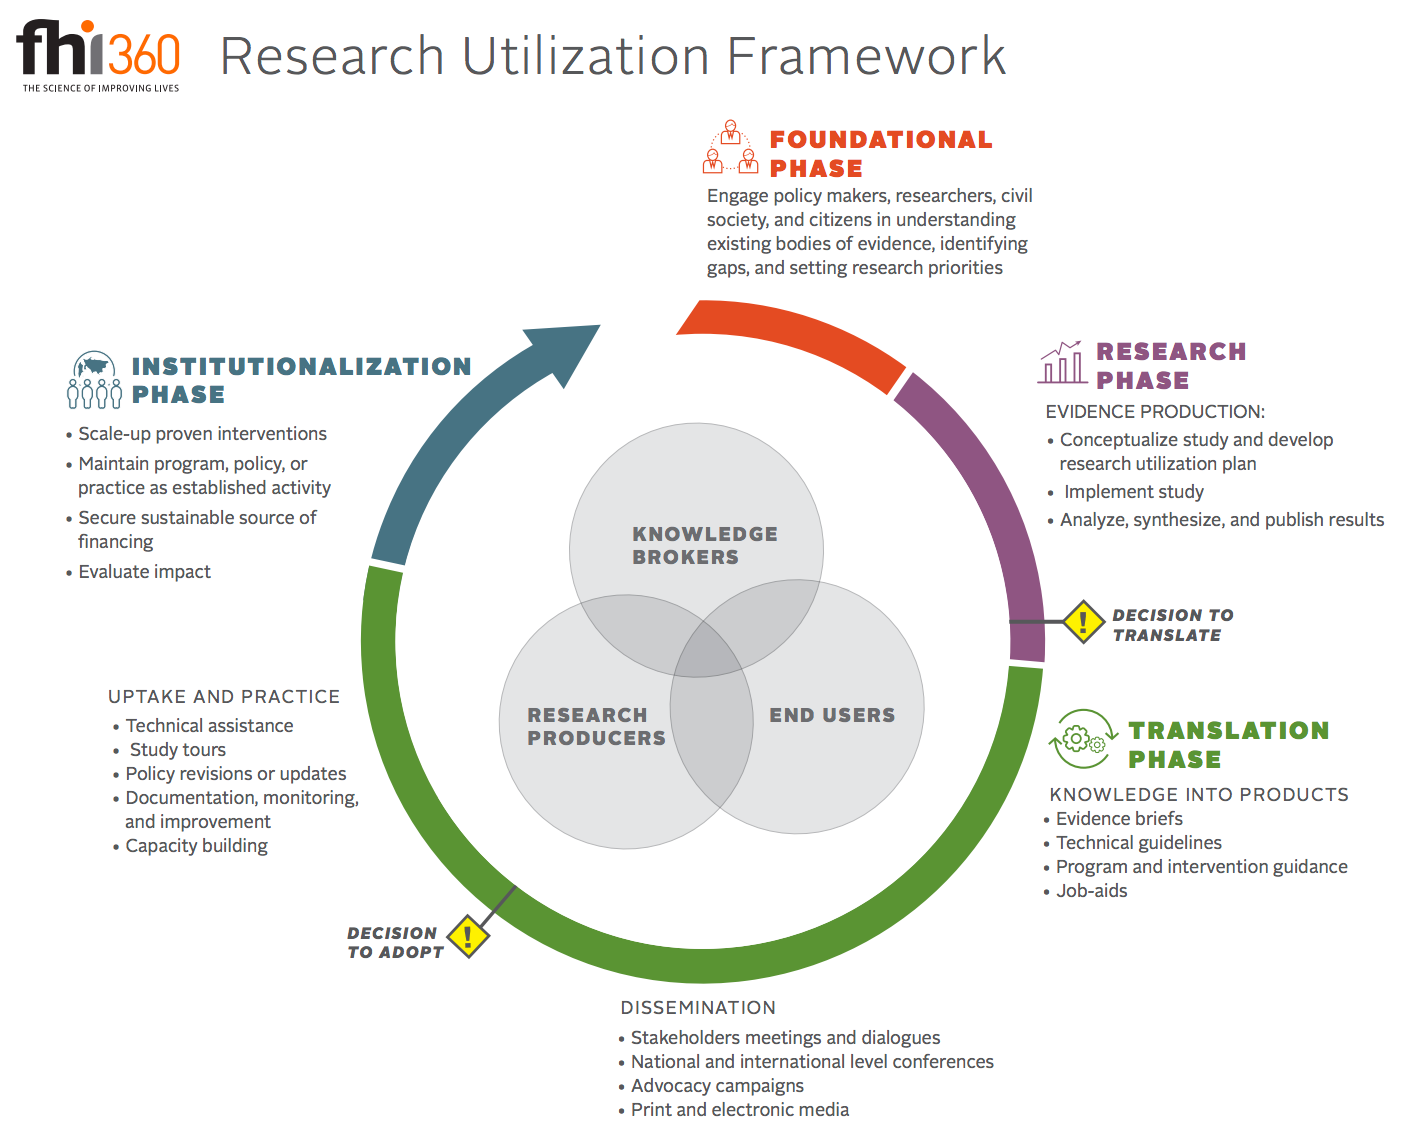 fhi360
THE SCIENCE OF IMPROVING LIVES
Research Utilization Framework
FOUNDATIONAL
PHASE
Engage policy makers, researchers, civil
society, and citizens in understanding
existing bodies of evidence, identifying
gaps, and setting research priorities
RESEARCH
PHASE
EVIDENCE PRODUCTION:
• Conceptualize study and develop
research utilization plan
• Implement study
• Analyze, synthesize, and publish results
! DECISION TO
TRANSLATE
TRANSLATION
PHASE
KNOWLEDGE INTO PRODUCTS
• Evidence briefs
• Technical guidelines
• Program and intervention guidance
• Job-aids
DISSEMINATION
• Stakeholders meetings and dialogues
• National and international level conferences
• Advocacy campaigns
• Print and electronic media
DECISION
TO ADOPT !
UPTAKE AND PRACTICE
• Technical assistance
• Study tours
• Policy revisions or updates
• Documentation, monitoring,
and improvement
• Capacity building
INSTITUTIONALIZATION
PHASE
• Scale-up proven interventions
• Maintain program, policy, or
practice as established activity
• Secure sustainable source of
financing
• Evaluate impact
KNOWLEDGE
BROKERS
RESEARCH
PRODUCERS
END USERS